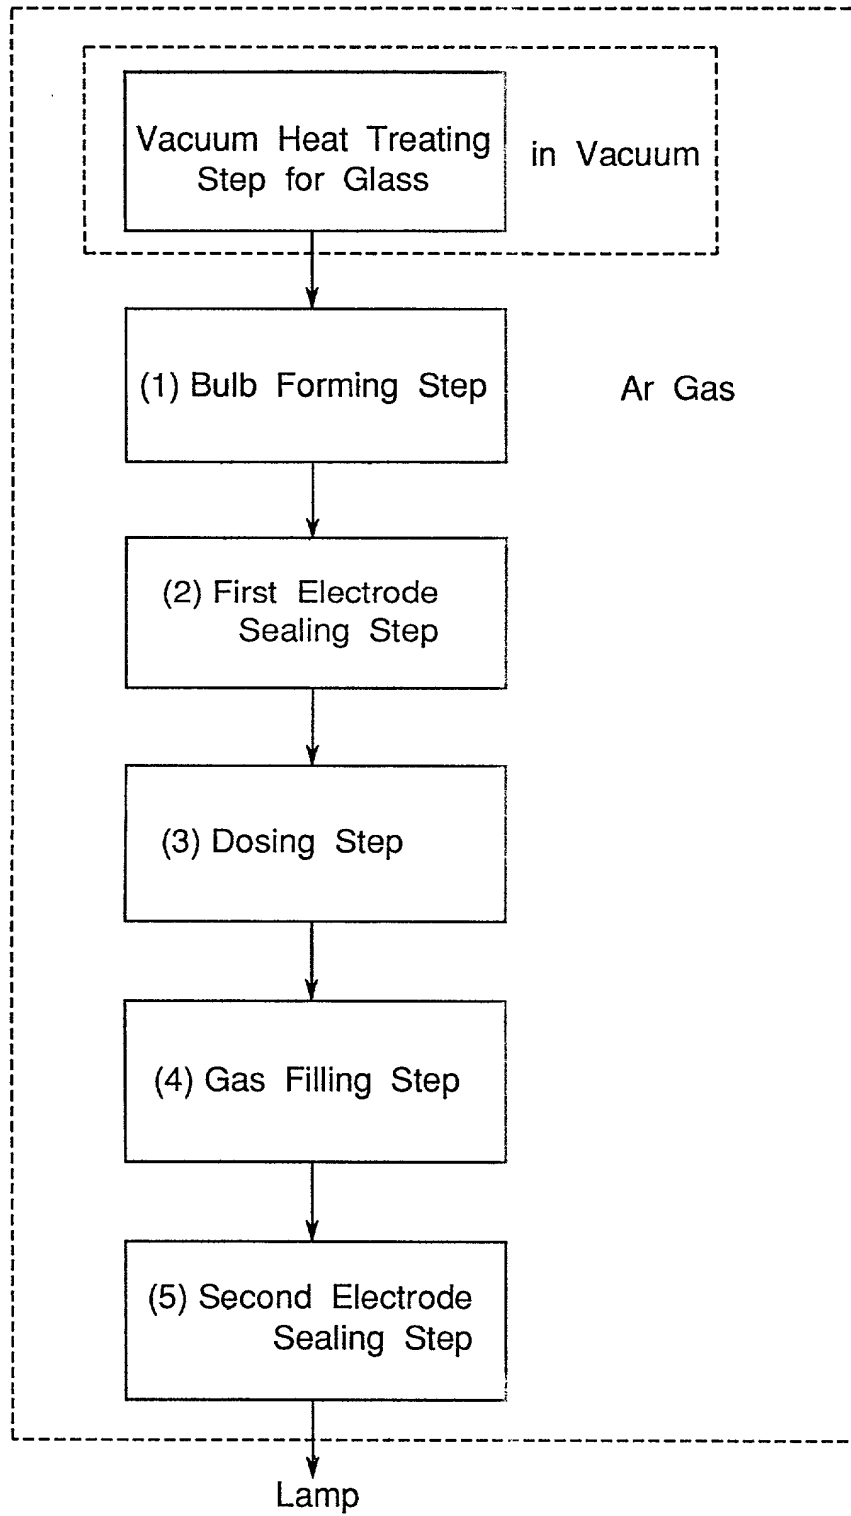 Vacuum Heat Treating
Step for Glass
in Vacuum
(1) Bulb Forming Step
Ar Gas
(2) First Electrode
Sealing Step
(3) Dosing Step
(4) Gas Filling Step
(5) Second Electrode
Sealing Step
Lamp